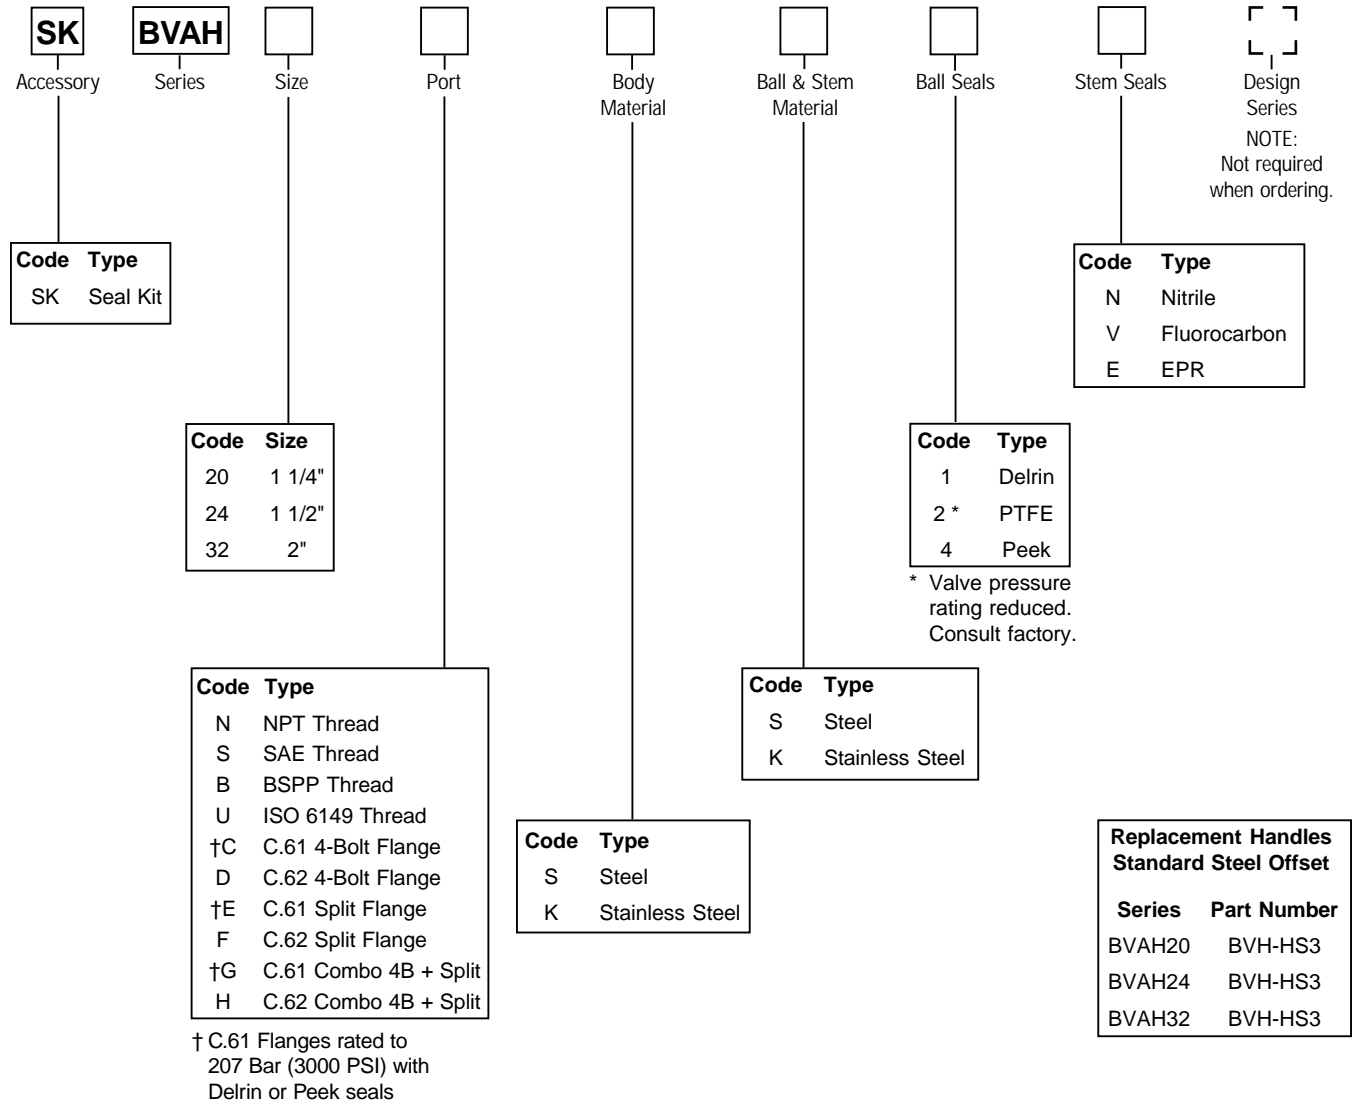 SK BVAH
Accessory Series Size Port Body Material Ball & Stem Material Ball Seals Stem Seals Design Series
NOTE:
Not required
when ordering.
Code Type
SK Seal Kit
Code Type
N Nitrile
V Fluorocarbon
E EPR
Code Size
20 1 1/4"
24 1 1/2"
32 2"
Code Type
1 Delrin
2 * PTFE
4 Peek
* Valve pressure
rating reduced.
Consult factory.
Code Type
N NPT Thread
S SAE Thread
B BSPP Thread
U ISO 6149 Thread
†C C.61 4-Bolt Flange
D C.62 4-Bolt Flange
†E C.61 Split Flange
F C.62 Split Flange
†G C.61 Combo 4B + Split
H C.62 Combo 4B + Split
† C.61 Flanges rated to
207 Bar (3000 PSI) with
Delrin or Peek seals
Code Type
S Steel
K Stainless Steel
Code Type
S Steel
K Stainless Steel
Replacement Handles
Standard Steel Offset
Series Part Number
BVAH20 BVH-HS3
BVAH24 BVH-HS3
BVAH32 BVH-HS3